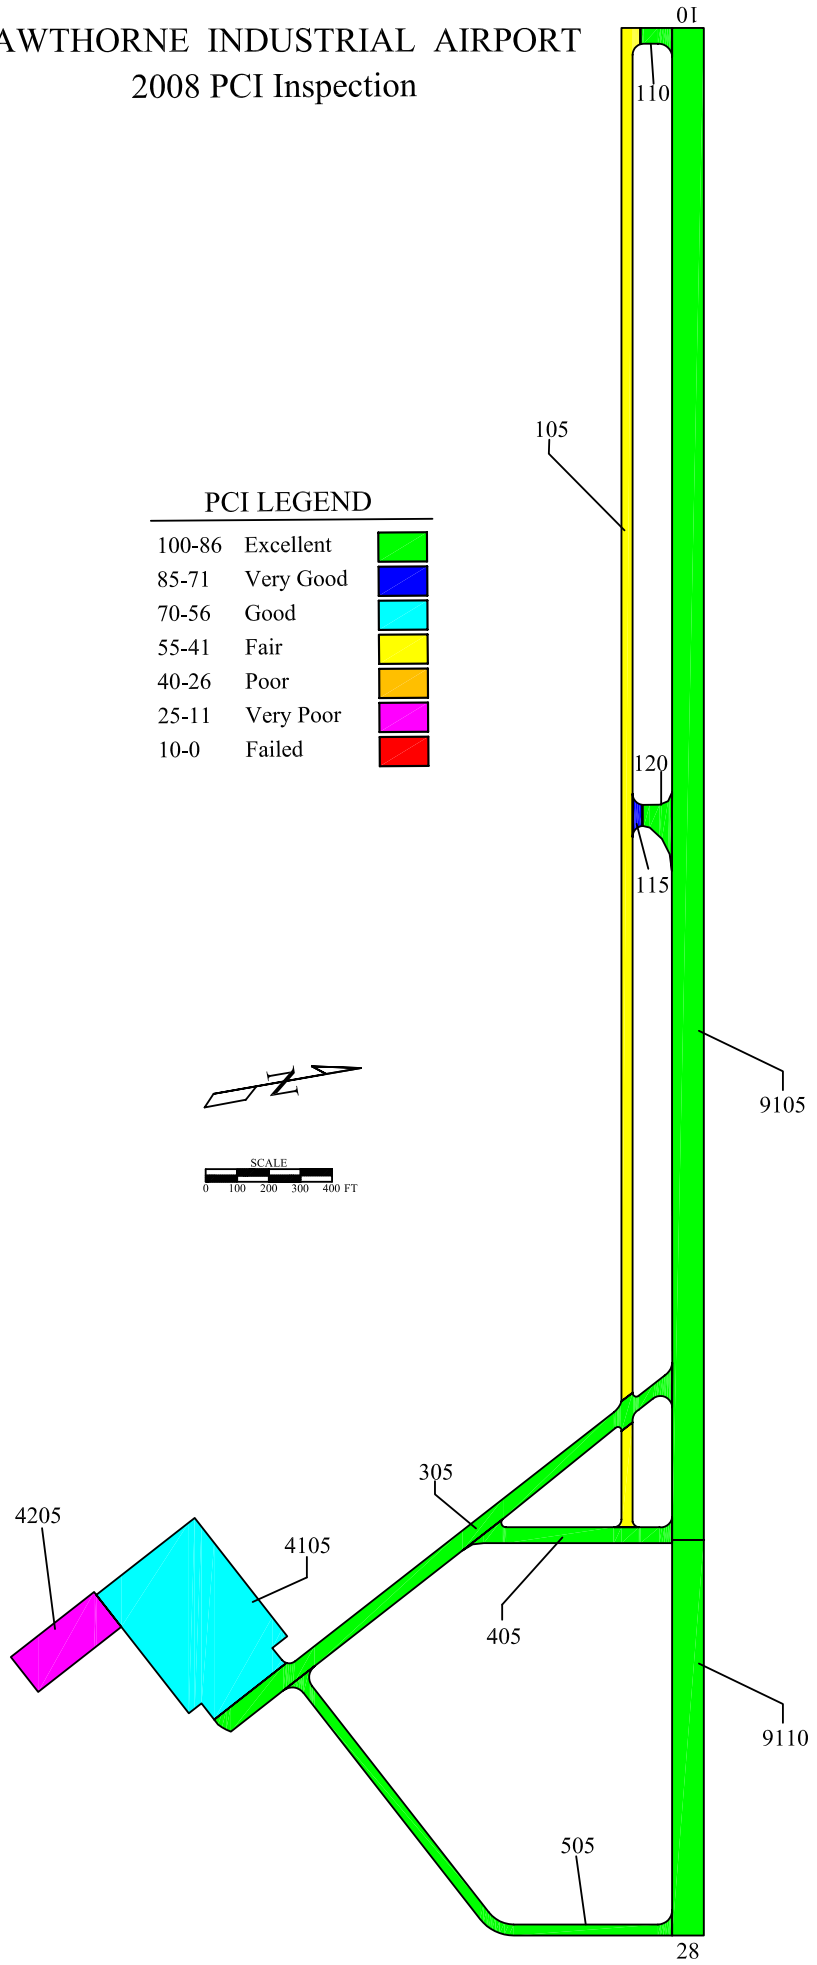 AWTHORNE INDUSTRIAL AIRPORT
2008 PCI Inspection
10
110
105
PCI LEGEND
100-86 Excellent
85-71 Very Good
70-56 Good
55-41 Fair
40-26 Poor
25-11 Very Poor
10-0 Failed
120
115
9105
N
SCALE
0 100 200 300 400 FT
305
4205
4105
405
9110
505
28